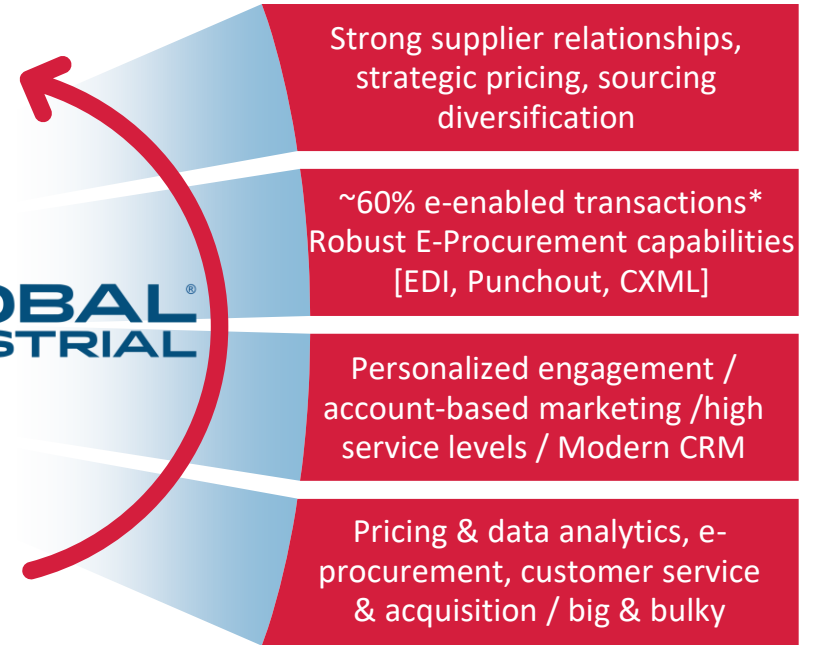 Strong supplier relationships,
strategic pricing, sourcing
diversification
~60% e-enabled transactions*
Robust E-Procurement capabilities
[EDI, Punchout, CXML]
OBAL®
STRIAL
Personalized engagement /
account-based marketing /high
service levels / Modern CRM
Pricing & data analytics, e-
procurement, customer service
& acquisition / big & bulky